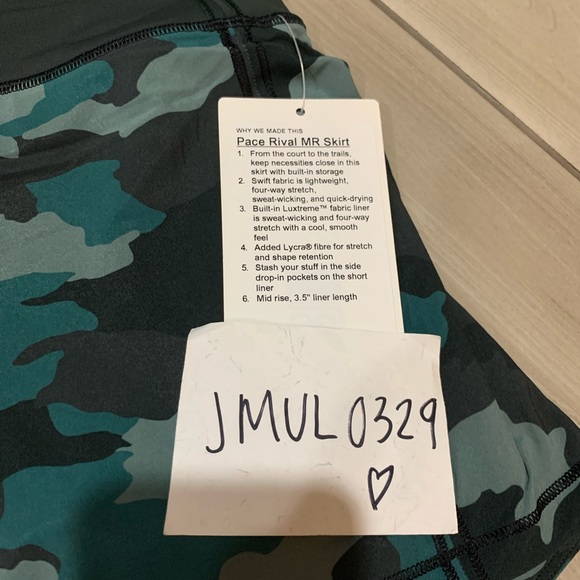 WHY WE MADE THIS
Pace Rival MR Skirt
1. From the court to the trails,
keep necessities close in this
skirt with built-in storage
2. Swift fabric is lightweight,
four-way stretch,
sweat-wicking, and quick-drying
3. Built-in Luxtreme™ fabric liner
is sweat-wicking and four-way
stretch with a cool, smooth
feel
4. Added Lycra® fibre for stretch
and shape retention
5. Stash your stuff in the side
drop-in pockets on the short
liner
6. Mid rise, 3.5" liner length
JMUL0329